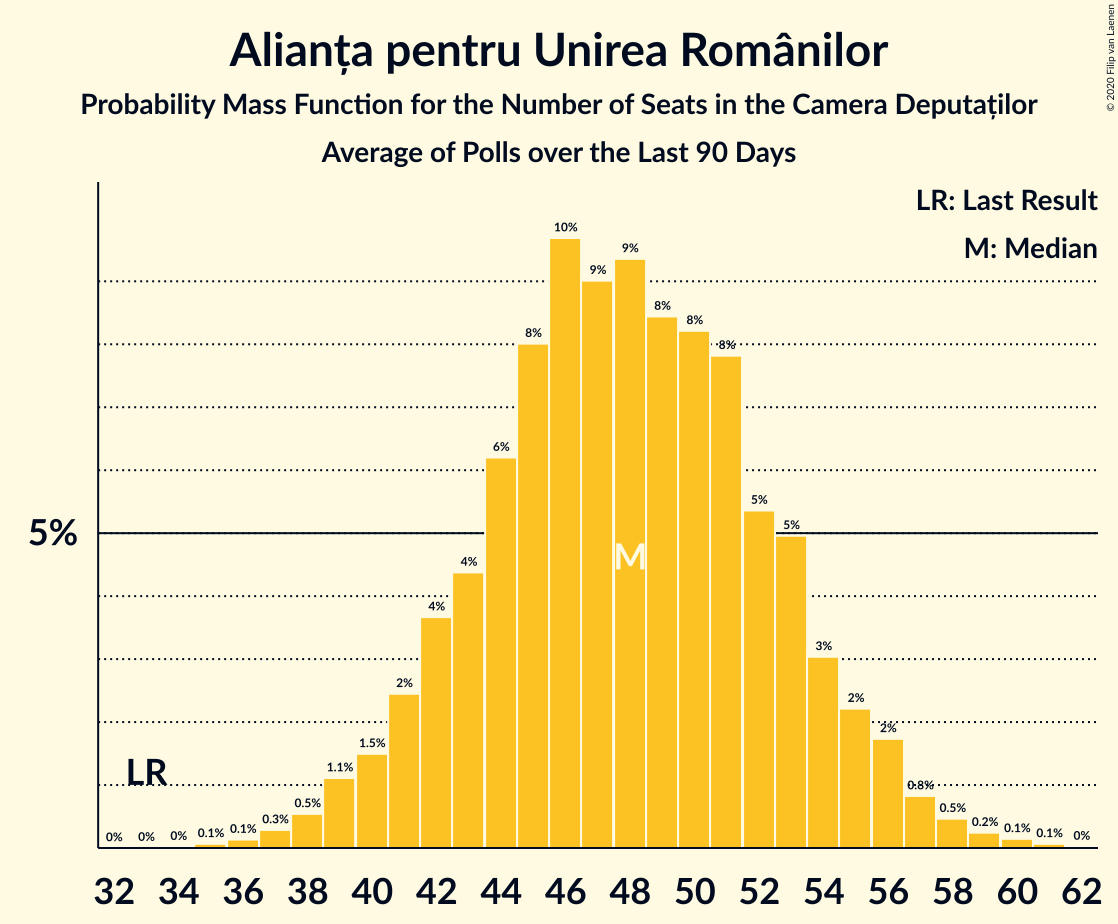 Alianța pentru Unirea Românilor
Probability Mass Function for the Number of Seats in the Camera Deputaților
Average of Polls over the Last 90 Days
© 2020 Filip van Laenen
LR: Last Result
M: Median
5%
LR
M
0% 0% 0% 0.1% 0.1% 0.3% 0.5% 1.1% 1.5% 2% 4% 4% 6% 8% 10% 9% 9% 8% 8% 8% 5% 5% 3% 2% 2% 0.8% 0.5% 0.2% 0.1% 0.1% 0%
32 34 36 38 40 42 44 46 48 50 52 54 56 58 60 62